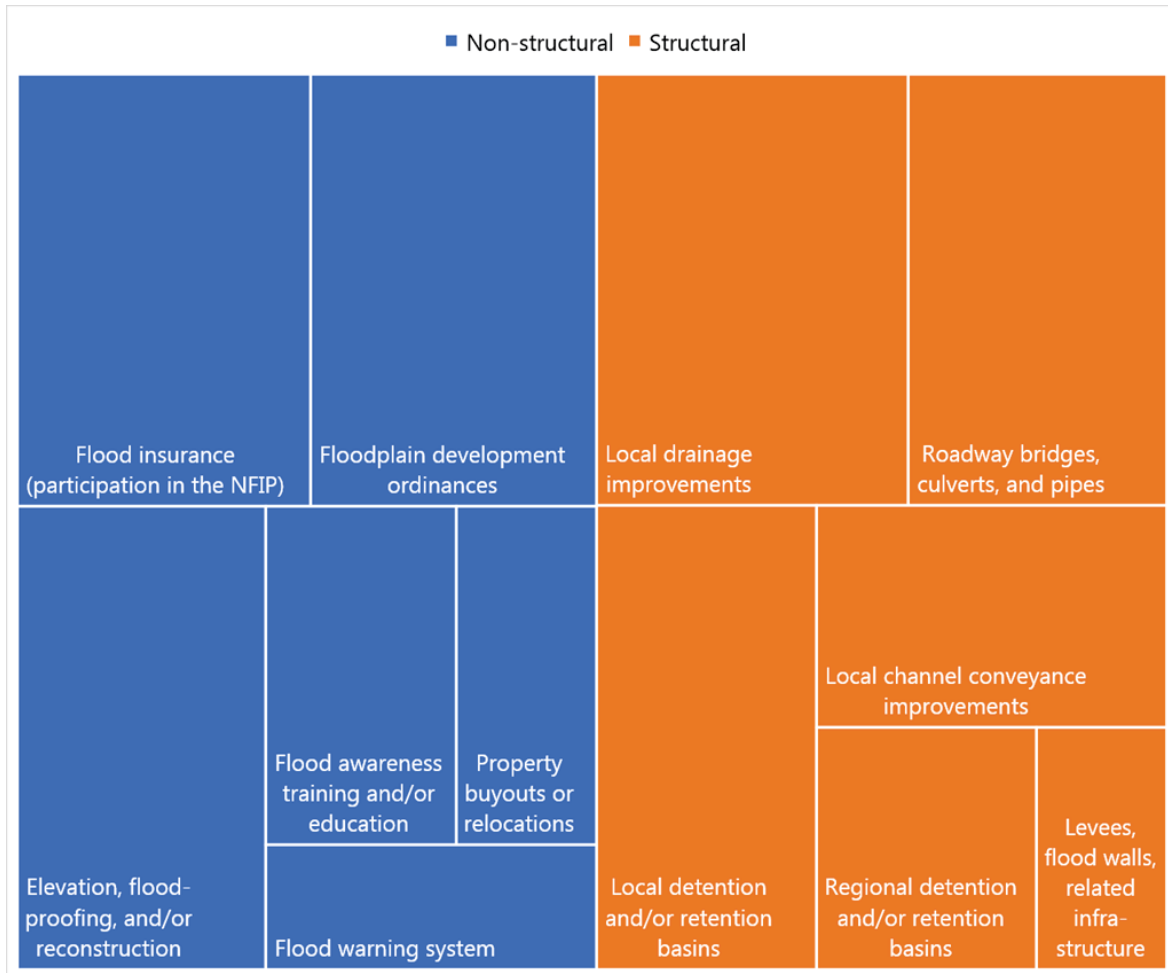 Non-structural
Structural
Flood insurance
(participation in the NFIP)
Floodplain development
ordinances
Local drainage
improvements
Roadway bridges,
culverts, and pipes
Elevation, flood-
proofing, and/or
reconstruction
Flood awareness
training and/or
education
Property
buyouts or
relocations
Flood warning system
Local detention
and/or retention
basins
Local channel conveyance
improvements
Regional detention
and/or retention
basins
Levees,
flood walls,
related
infra-
structure